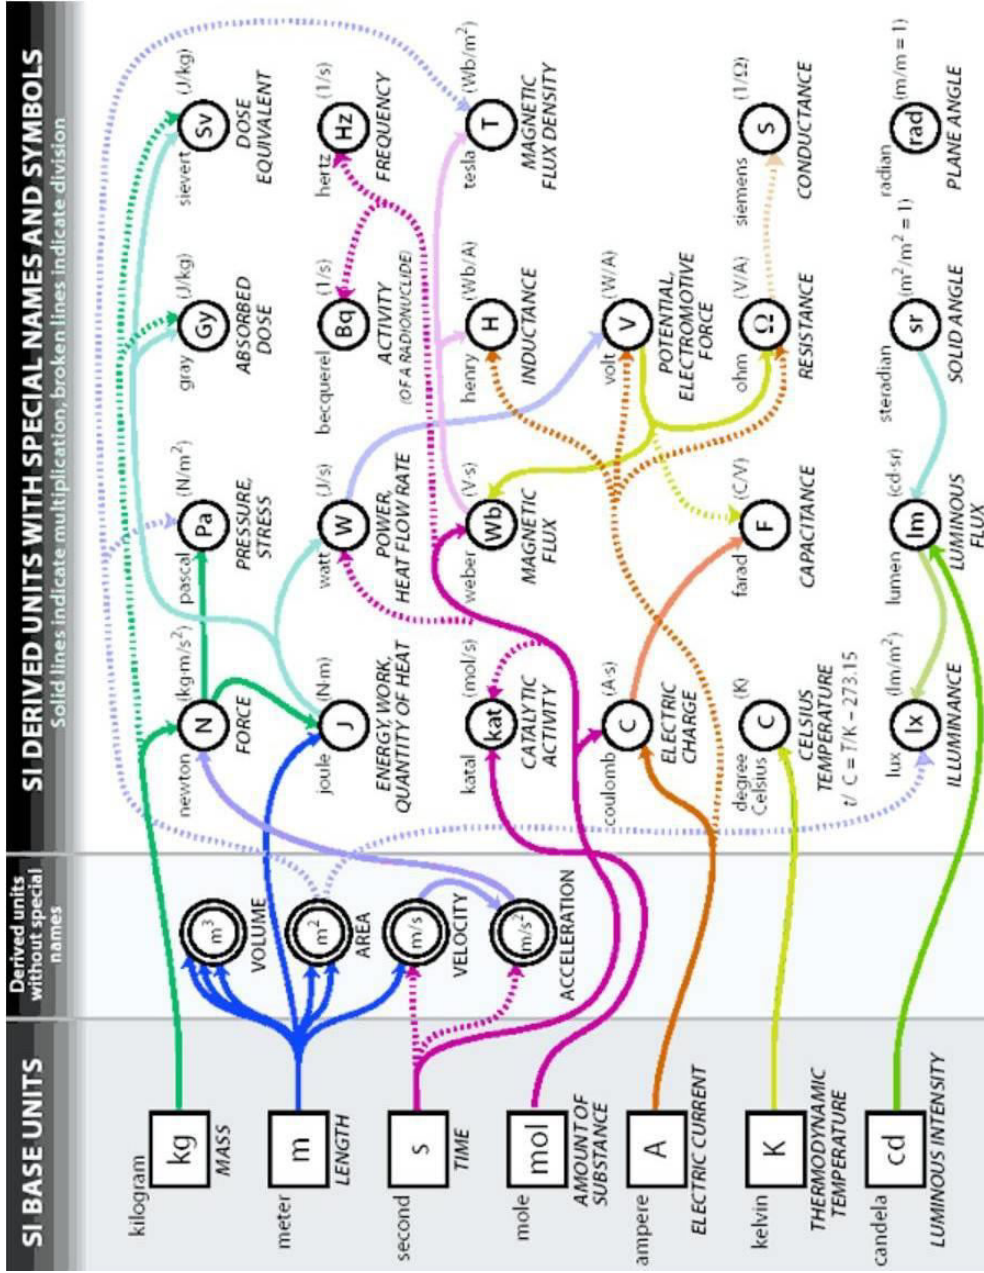 SI BASE UNITS
Derived units
without special
names
SI DERIVED UNITS WITH SPECIAL NAMES AND SYMBOLS
Solid lines indicate multiplication, broken lines indicate division
kilogram
kg
MASS
meter
m
LENGTH
second
s
TIME
mole
mol
AMOUNT OF
SUBSTANCE
ampere
A
ELECTRIC CURRENT
kelvin
K
THERMODYNAMIC
TEMPERATURE
candela
cd
LUMINOUS INTENSITY
m³
VOLUME
m²
AREA
m/s
VELOCITY
m/s²
ACCELERATION
newton (kg·m/s²)
N
FORCE
pascal (N/m²)
Pa
PRESSURE,
STRESS
gray (J/kg)
Gy
ABSORBED
DOSE
sievert (J/kg)
Sv
DOSE
EQUIVALENT
joule (N·m)
J
ENERGY, WORK,
QUANTITY OF HEAT
watt (J/s)
W
POWER,
HEAT FLOW RATE
becquerel (1/s)
Bq
ACTIVITY
(OF A RADIONUCLIDE)
hertz (1/s)
Hz
FREQUENCY
katal (mol/s)
kat
CATALYTIC
ACTIVITY
weber (V·s)
Wb
MAGNETIC
FLUX
henry (Wb/A)
H
INDUCTANCE
tesla (Wb/m²)
T
MAGNETIC
FLUX DENSITY
coulomb (A·s)
C
ELECTRIC
CHARGE
volt (W/A)
V
POTENTIAL,
ELECTROMOTIVE
FORCE
degree
Celsius (K)
C
CELSIUS
TEMPERATURE
t/ C = T/K – 273.15
farad (C/V)
F
CAPACITANCE
ohm (V/A)
Ω
RESISTANCE
siemens (1/Ω)
S
CONDUCTANCE
lux (lm/m²)
lx
ILLUMINANCE
lumen (cd·sr)
lm
LUMINOUS
FLUX
steradian (m²/m² = 1)
sr
SOLID ANGLE
radian (m/m = 1)
rad
PLANE ANGLE